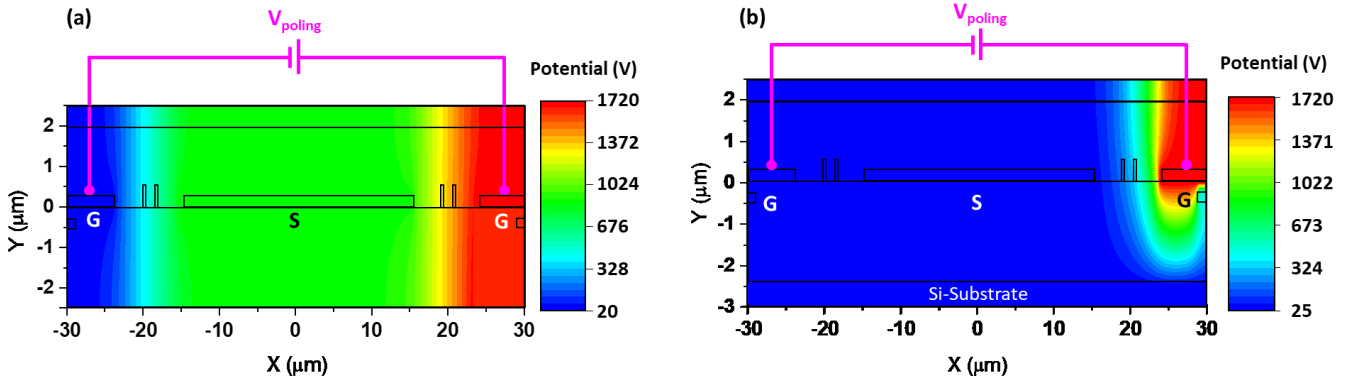 (a)
V_poling
Potential (V)
1720
1372
1024
676
328
20
2
1
0
-1
-2
Y (μm)
G
S
G
-30
-20
-10
0
10
20
30
X (μm)
(b)
V_poling
Potential (V)
1720
1371
1022
673
324
25
2
1
0
-1
-2
-3
Y (μm)
G
S
G
Si-Substrate
-30
-20
-10
0
10
20
30
X (μm)